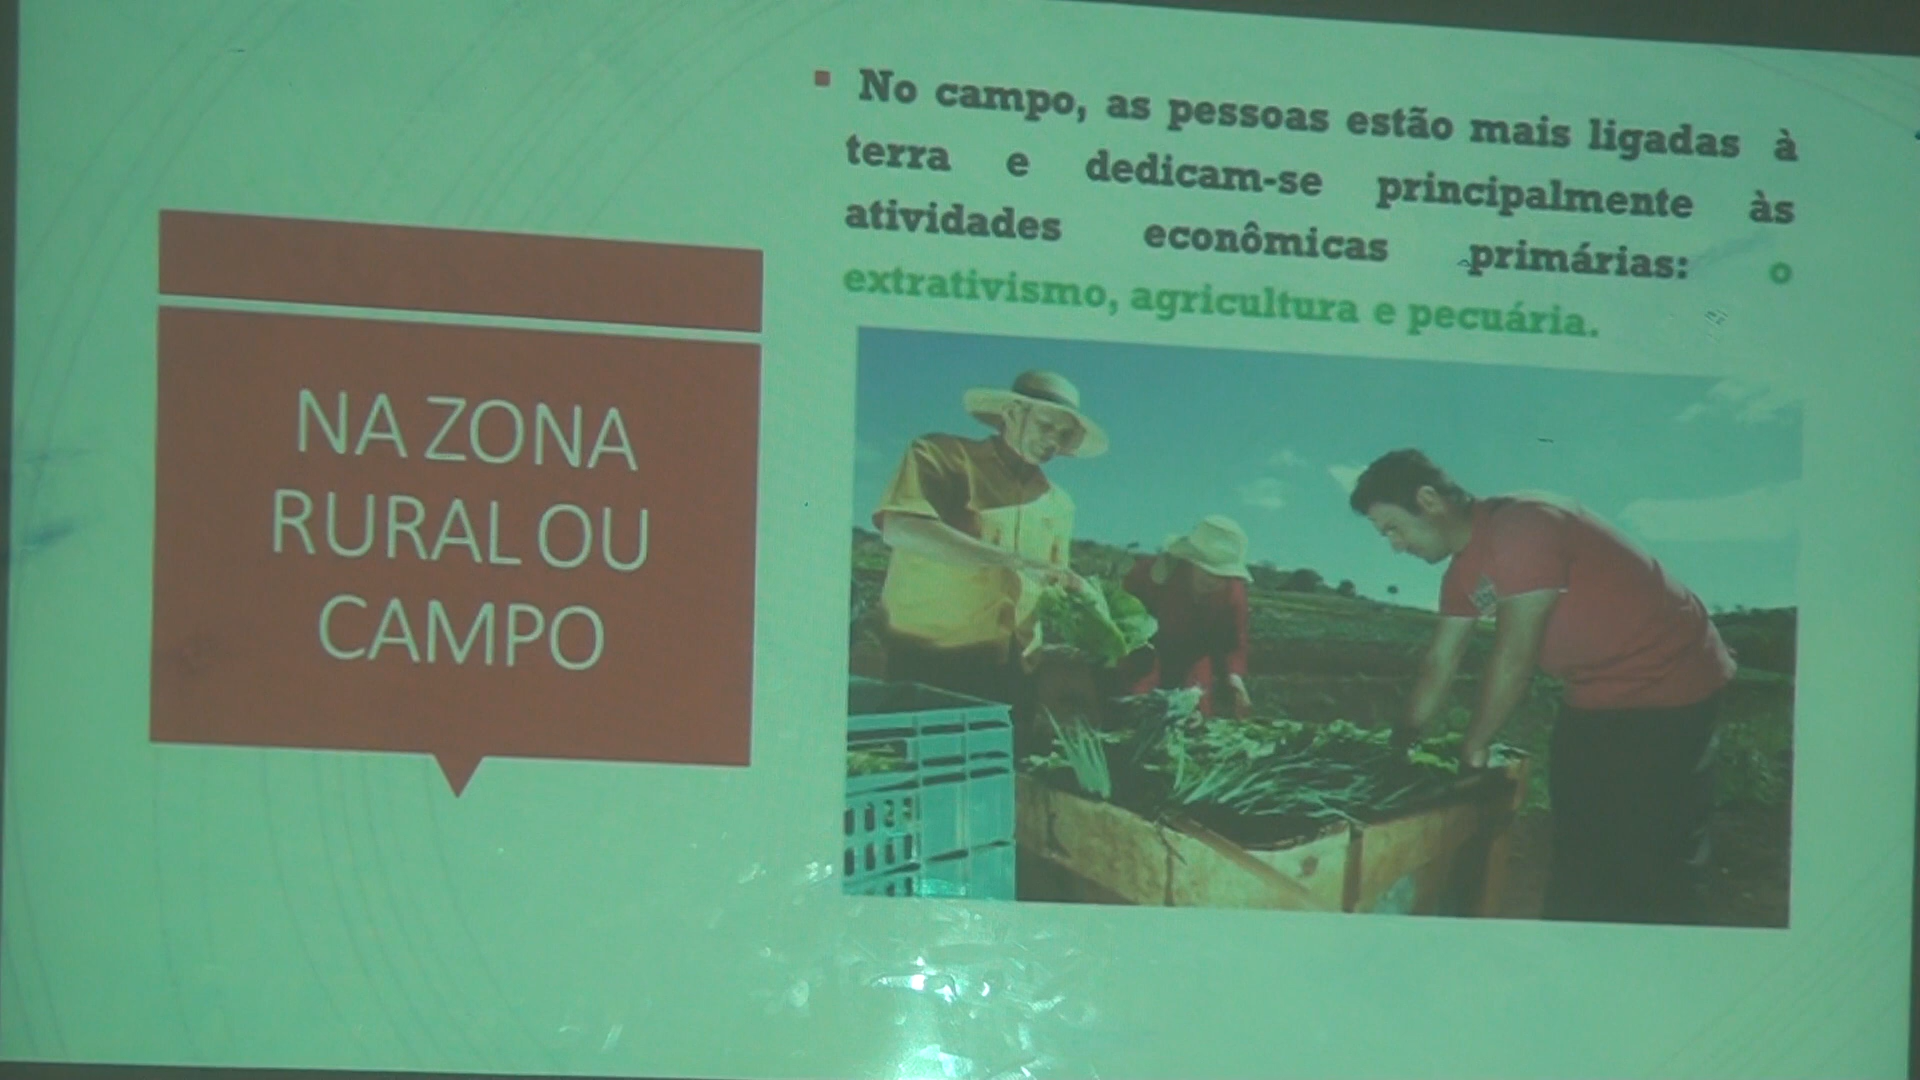 NA ZONA
RURAL OU
CAMPO
No campo, as pessoas estão mais ligadas à
terra e dedicam-se principalmente às
atividades econômicas primárias: o
extrativismo, agricultura e pecuária.